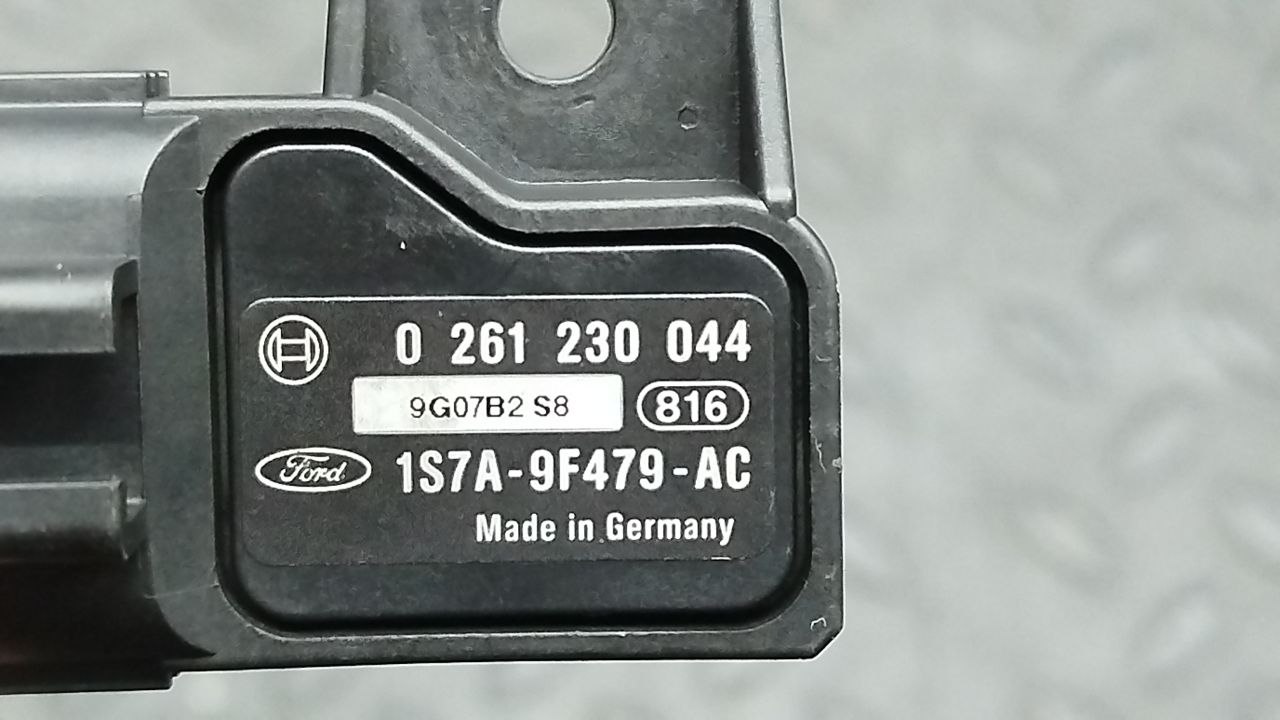 0 261 230 044
9G07B2 S8 816
Ford 1S7A-9F479-AC
Made in Germany